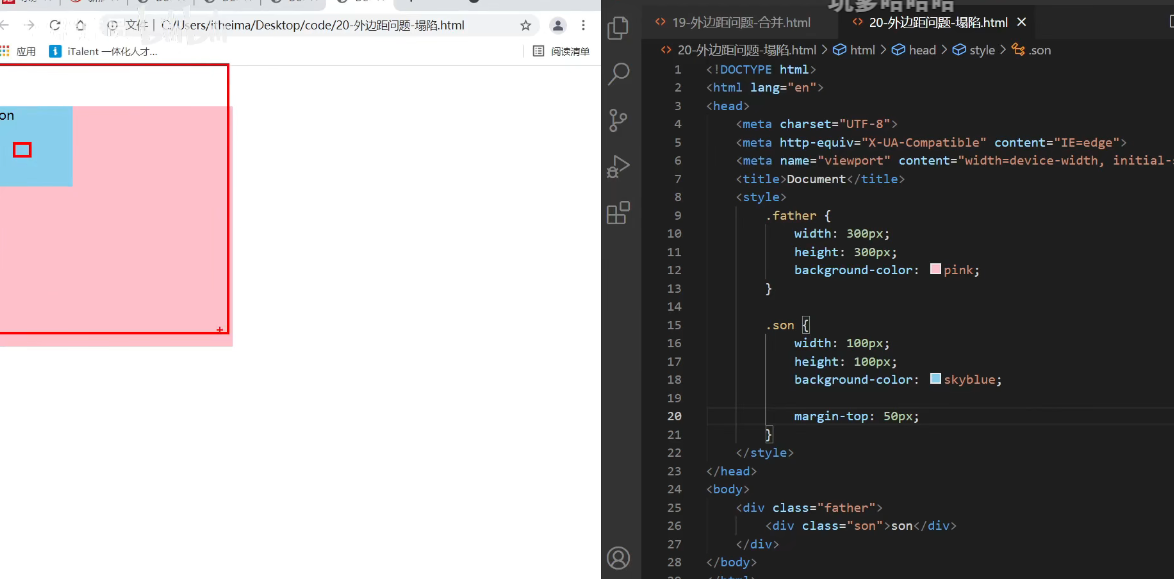 玩多哈哈哈
文件 | C:/Users/itheima/Desktop/code/20-外边距问题-塌陷.html
应用
iTalent 一体化人才...
阅读清单
on
19-外边距问题-合并.html
20-外边距问题-塌陷.html
20-外边距问题-塌陷.html > html > head > style > .son
1 <!DOCTYPE html>
2 <html lang="en">
3 <head>
4 <meta charset="UTF-8">
5 <meta http-equiv="X-UA-Compatible" content="IE=edge">
6 <meta name="viewport" content="width=device-width, initial-
7 <title>Document</title>
8 <style>
9 .father {
10 width: 300px;
11 height: 300px;
12 background-color: pink;
13 }
14
15 .son {
16 width: 100px;
17 height: 100px;
18 background-color: skyblue;
19
20 margin-top: 50px;
21 }
22 </style>
23 </head>
24 <body>
25 <div class="father">
26 <div class="son">son</div>
27 </div>
28 </body>